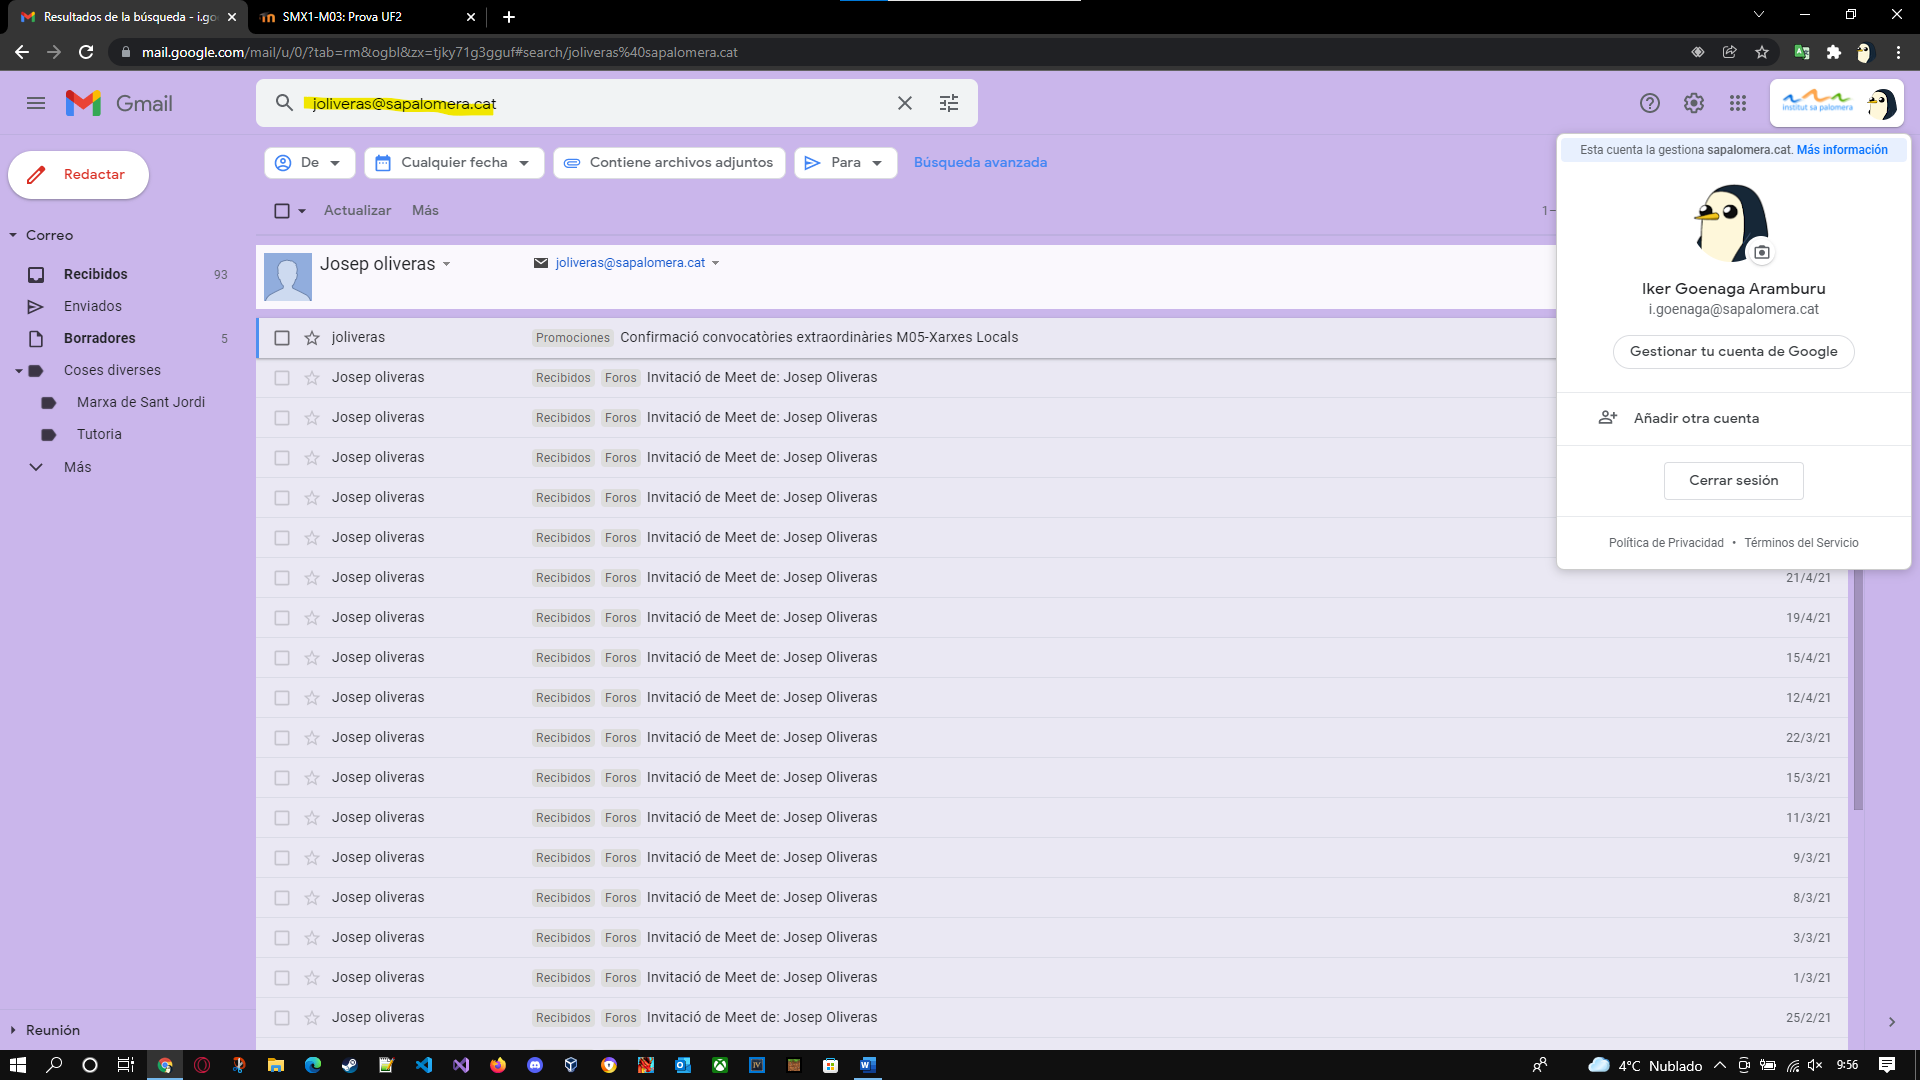 Resultados de la búsqueda - i.go
SMX1-M03: Prova UF2
mail.google.com/mail/u/0/?tab=rm&ogbl&zx=tjky71g3gguf#search/joliveras%40sapalomera.cat
Gmail
joliveras@sapalomera.cat
institut sa palomera
Esta cuenta la gestiona sapalomera.cat. Más información
Iker Goenaga Aramburu
i.goenaga@sapalomera.cat
Gestionar tu cuenta de Google
Añadir otra cuenta
Cerrar sesión
Política de Privacidad • Términos del Servicio
Redactar
Correo
Recibidos 93
Enviados
Borradores 5
Coses diverses
Marxa de Sant Jordi
Tutoria
Más
Reunión
De
Cualquier fecha
Contiene archivos adjuntos
Para
Búsqueda avanzada
Actualizar Más 1–
Josep oliveras joliveras@sapalomera.cat
joliveras Promociones Confirmació convocatòries extraordinàries M05-Xarxes Locals
Josep oliveras Recibidos Foros Invitació de Meet de: Josep Oliveras
Josep oliveras Recibidos Foros Invitació de Meet de: Josep Oliveras
Josep oliveras Recibidos Foros Invitació de Meet de: Josep Oliveras
Josep oliveras Recibidos Foros Invitació de Meet de: Josep Oliveras
Josep oliveras Recibidos Foros Invitació de Meet de: Josep Oliveras
Josep oliveras Recibidos Foros Invitació de Meet de: Josep Oliveras 21/4/21
Josep oliveras Recibidos Foros Invitació de Meet de: Josep Oliveras 19/4/21
Josep oliveras Recibidos Foros Invitació de Meet de: Josep Oliveras 15/4/21
Josep oliveras Recibidos Foros Invitació de Meet de: Josep Oliveras 12/4/21
Josep oliveras Recibidos Foros Invitació de Meet de: Josep Oliveras 22/3/21
Josep oliveras Recibidos Foros Invitació de Meet de: Josep Oliveras 15/3/21
Josep oliveras Recibidos Foros Invitació de Meet de: Josep Oliveras 11/3/21
Josep oliveras Recibidos Foros Invitació de Meet de: Josep Oliveras 9/3/21
Josep oliveras Recibidos Foros Invitació de Meet de: Josep Oliveras 8/3/21
Josep oliveras Recibidos Foros Invitació de Meet de: Josep Oliveras 3/3/21
Josep oliveras Recibidos Foros Invitació de Meet de: Josep Oliveras 1/3/21
Josep oliveras Recibidos Foros Invitació de Meet de: Josep Oliveras 25/2/21
4°C Nublado 9:56